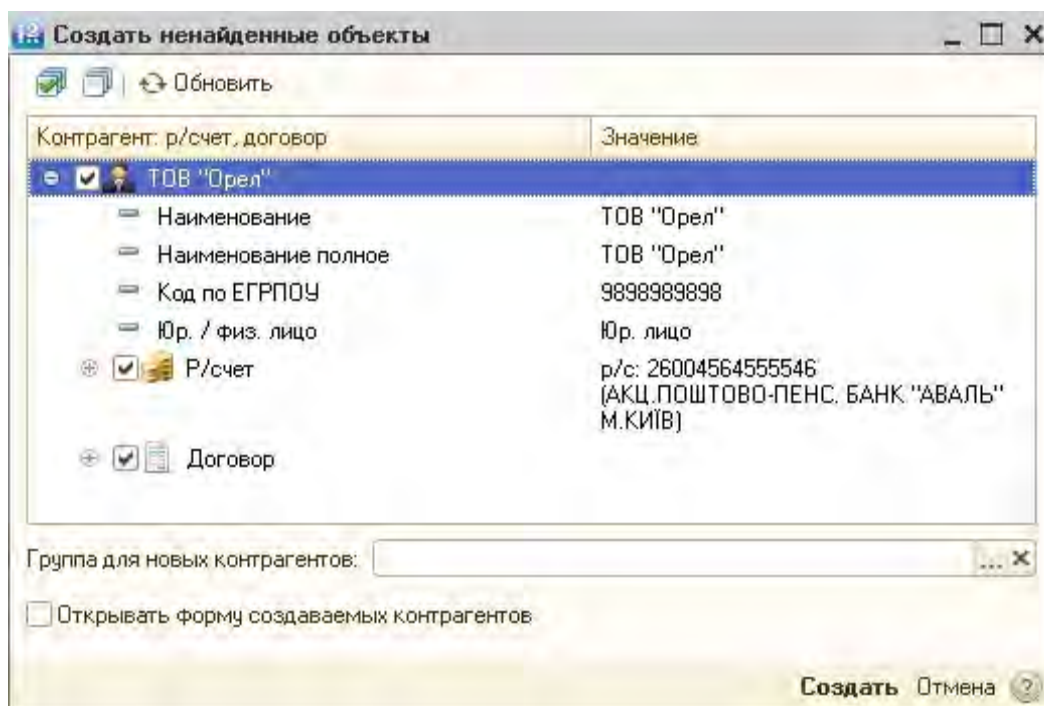 Создать ненайденные объекты
Обновить
Контрагент: р/счет, договор Значение
ТОВ "Орел"
Наименование ТОВ "Орел"
Наименование полное ТОВ "Орел"
Код по ЕГРПОУ 9898989898
Юр. / физ. лицо Юр. лицо
Р/счет р/с: 26004564555546
(АКЦ.ПОШТОВО-ПЕНС. БАНК "АВАЛЬ"
М.КИЇВ)
Договор
Группа для новых контрагентов: ...
Открывать форму создаваемых контрагентов
Создать Отмена ?